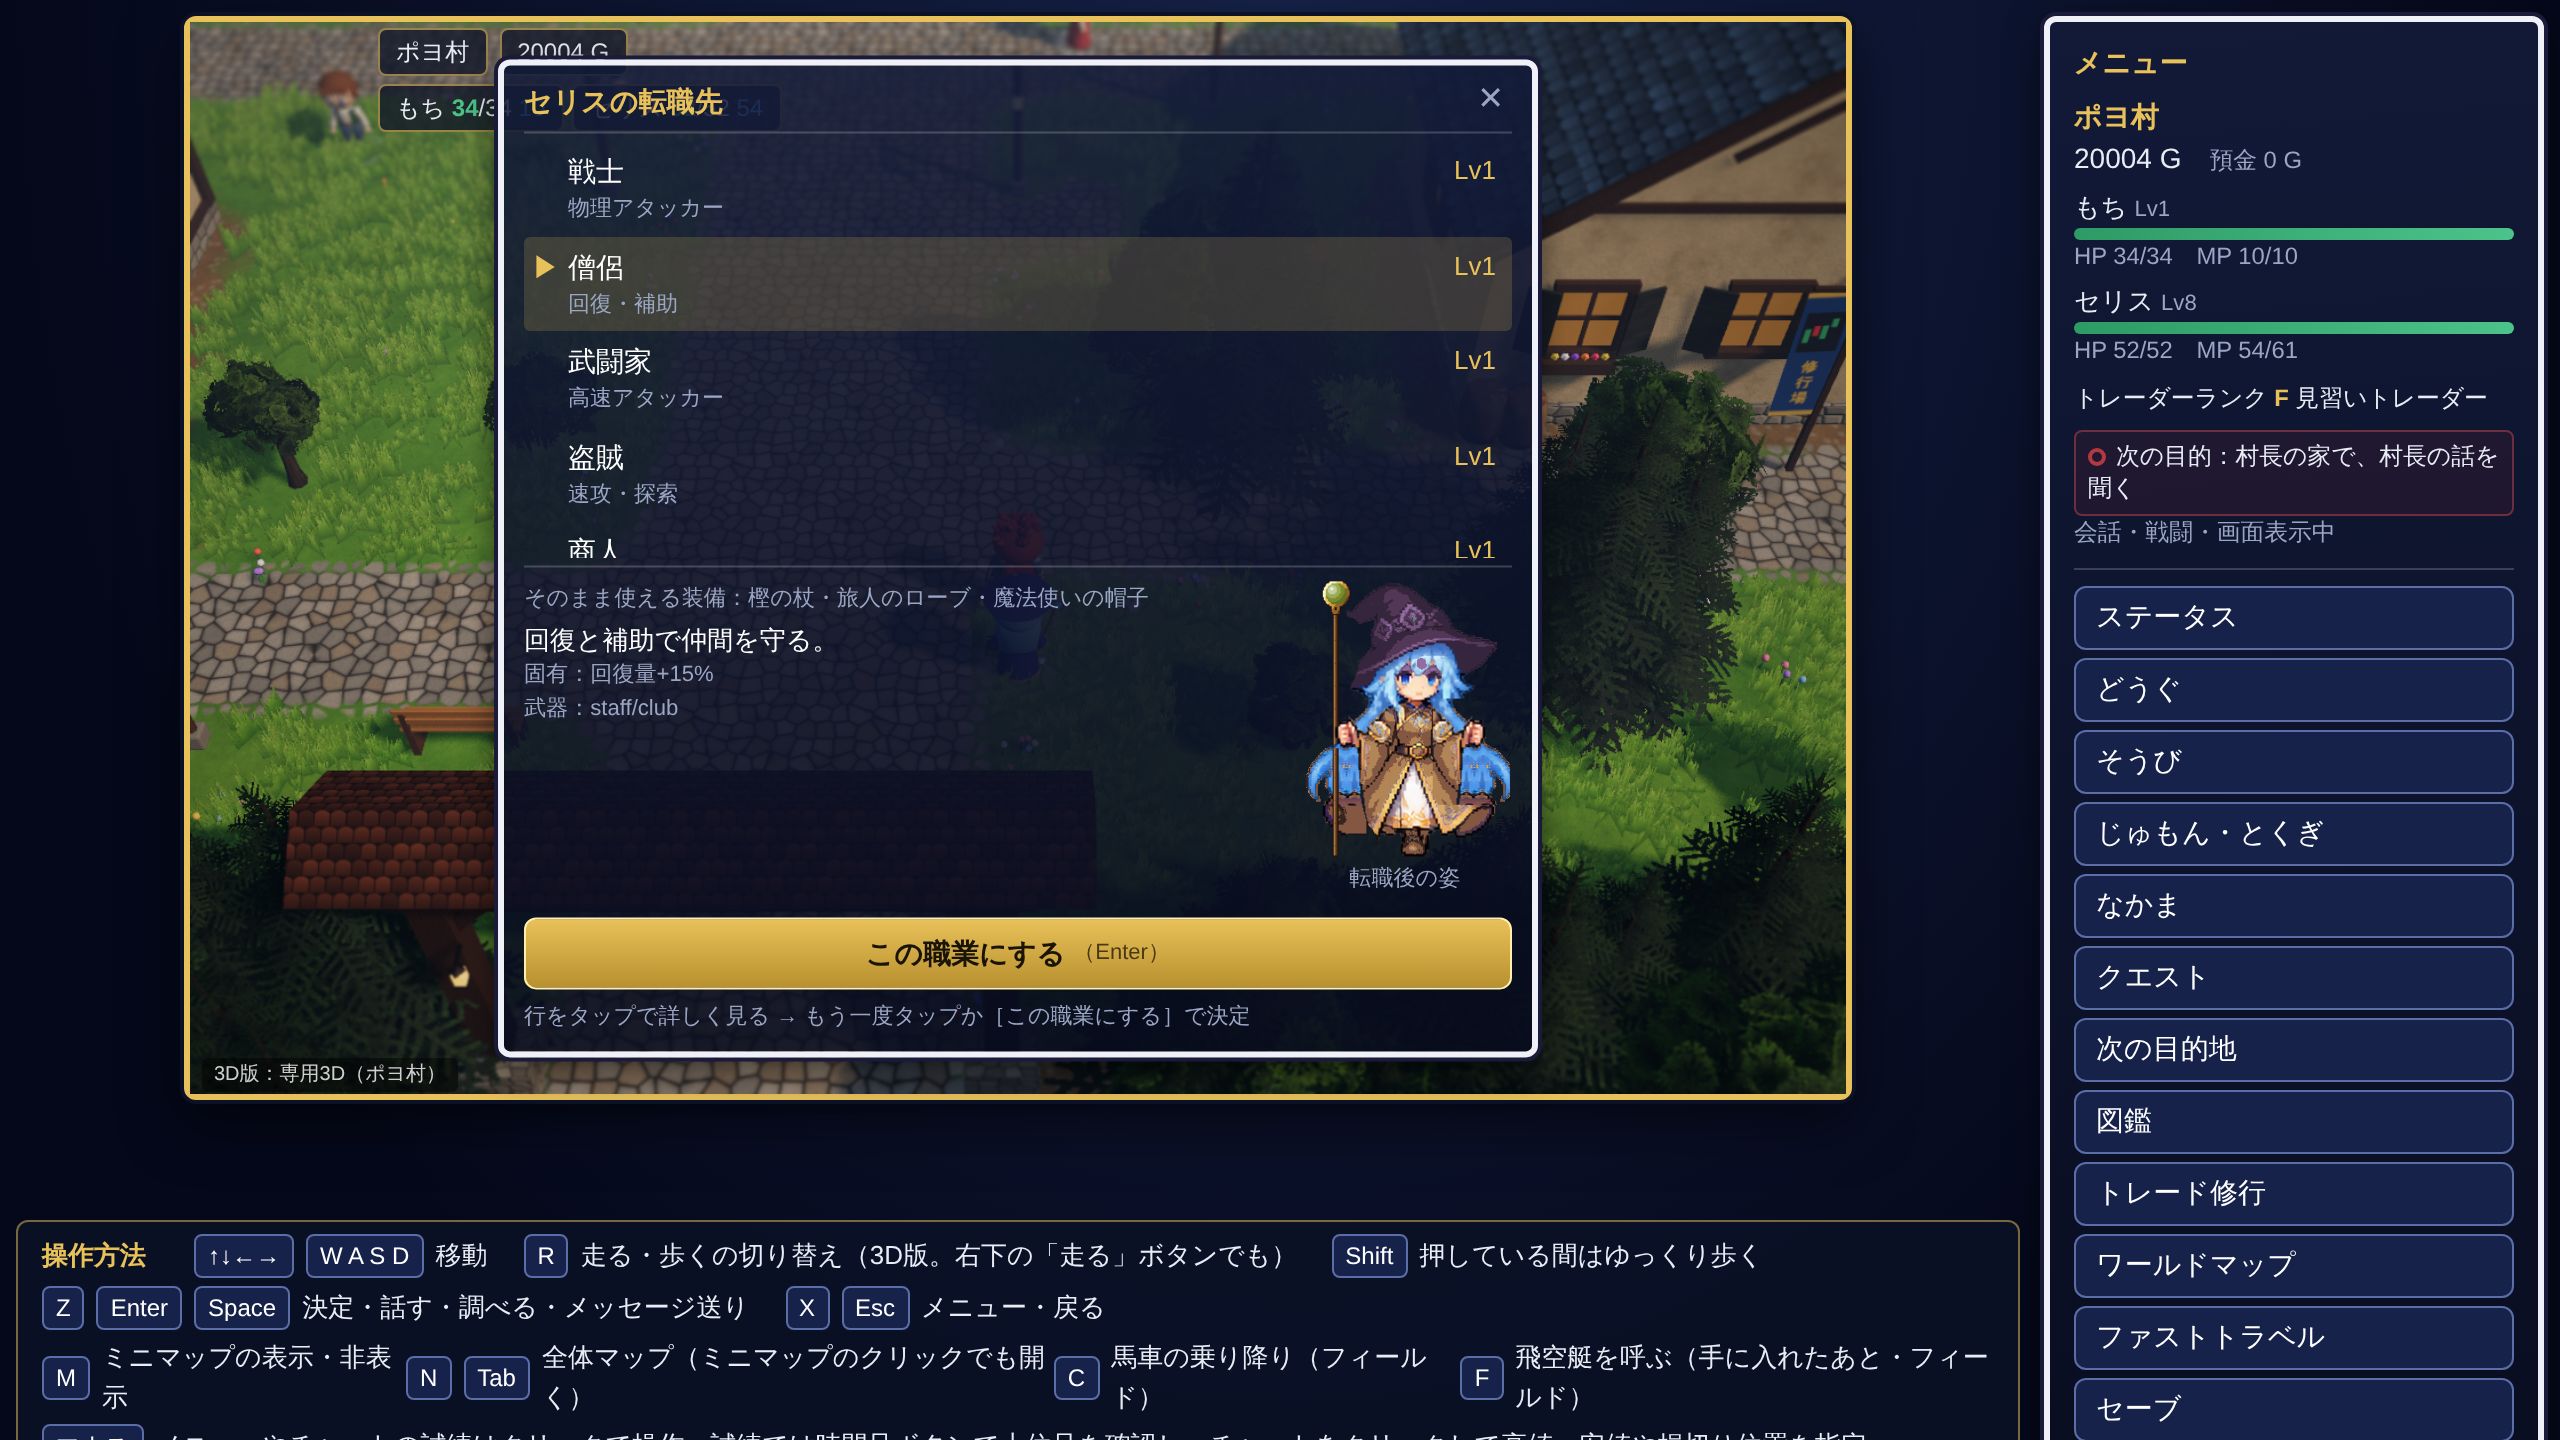 ポヨ村
20004 G
もち 34/34
セリスの転職先
×
戦士 Lv1
物理アタッカー
僧侶 Lv1
回復・補助
武闘家 Lv1
高速アタッカー
盗賊 Lv1
速攻・探索
商人 Lv1
そのまま使える装備：樫の杖・旅人のローブ・魔法使いの帽子
回復と補助で仲間を守る。
固有：回復量+15%
武器：staff/club
転職後の姿
この職業にする （Enter）
行をタップで詳しく見る → もう一度タップか［この職業にする］で決定
修行場
3D版：専用3D（ポヨ村）
メニュー
ポヨ村
20004 G 預金 0 G
もち Lv1
HP 34/34 MP 10/10
セリス Lv8
HP 52/52 MP 54/61
トレーダーランク F 見習いトレーダー
次の目的：村長の家で、村長の話を
聞く
会話・戦闘・画面表示中
ステータス
どうぐ
そうび
じゅもん・とくぎ
なかま
クエスト
次の目的地
図鑑
トレード修行
ワールドマップ
ファストトラベル
セーブ
操作方法 ↑↓←→ W A S D 移動 R 走る・歩くの切り替え（3D版。右下の「走る」ボタンでも） Shift 押している間はゆっくり歩く
Z Enter Space 決定・話す・調べる・メッセージ送り X Esc メニュー・戻る
M ミニマップの表示・非表示 N Tab 全体マップ（ミニマップのクリックでも開く） C 馬車の乗り降り（フィールド） F 飛空艇を呼ぶ（手に入れたあと・フィールド）